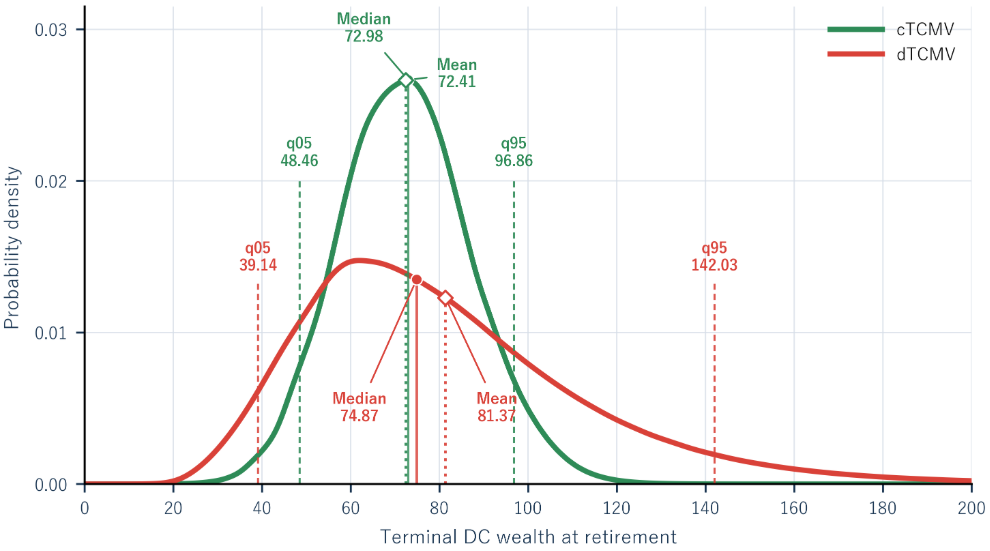 Median
72.98
Mean
72.41
cTCMV
dTCMV
q05
48.46
q95
96.86
q05
39.14
q95
142.03
Median
74.87
Mean
81.37
Probability density
0.03
0.02
0.01
0.00
0
20
40
60
80
100
120
140
160
180
200
Terminal DC wealth at retirement